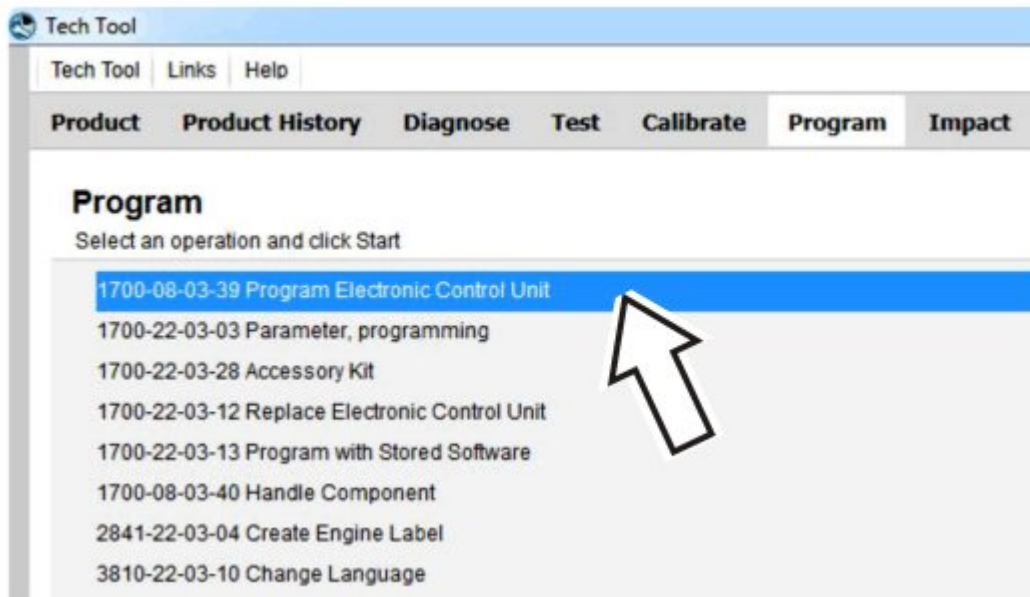 Tech Tool
Tech Tool Links Help
Product Product History Diagnose Test Calibrate Program Impact
Program
Select an operation and click Start
1700-08-03-39 Program Electronic Control Unit
1700-22-03-03 Parameter, programming
1700-22-03-28 Accessory Kit
1700-22-03-12 Replace Electronic Control Unit
1700-22-03-13 Program with Stored Software
1700-08-03-40 Handle Component
2841-22-03-04 Create Engine Label
3810-22-03-10 Change Language